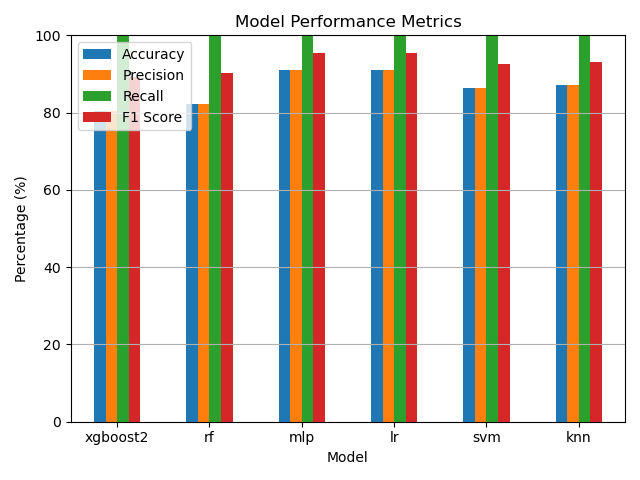 Model Performance Metrics
Percentage (%)
100
80
60
40
20
0
Accuracy
Precision
Recall
F1 Score
xgboost2 rf mlp lr svm knn
Model